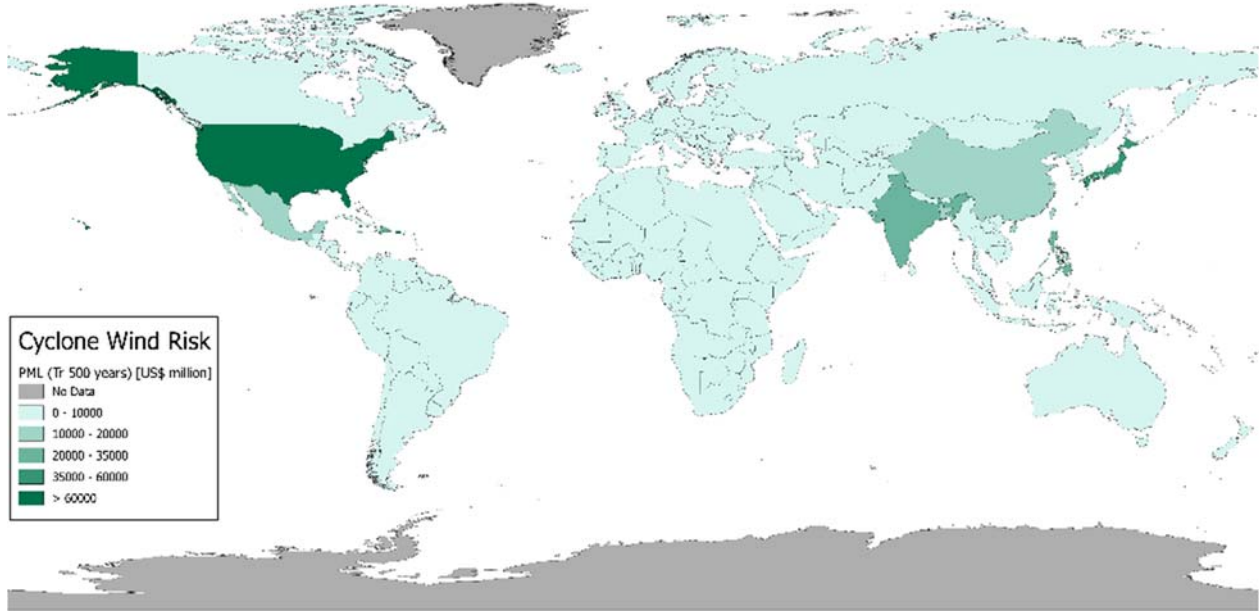 Cyclone Wind Risk
PML (Tr 500 years) [US$ million]
No Data
0 - 10000
10000 - 20000
20000 - 35000
35000 - 60000
> 60000